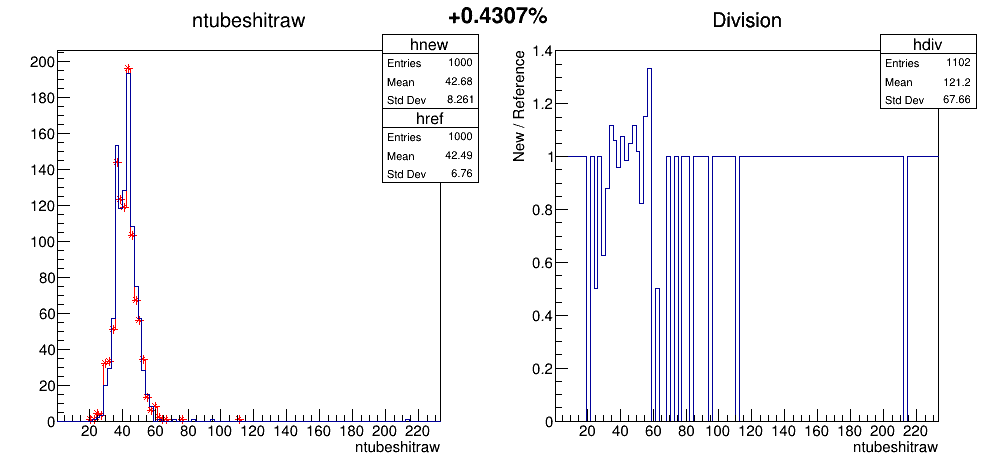 +0.4307%
ntubeshitraw
hnew
Entries 1000
Mean 42.68
Std Dev 8.261
href
Entries 1000
Mean 42.49
Std Dev 6.76
200
180
160
140
120
100
80
60
40
20
0
20 40 60 80 100 120 140 160 180 200 220
ntubeshitraw
Division
hdiv
Entries 1102
Mean 121.2
Std Dev 67.66
New / Reference
1.4
1.2
1
0.8
0.6
0.4
0.2
0
20 40 60 80 100 120 140 160 180 200 220
ntubeshitraw